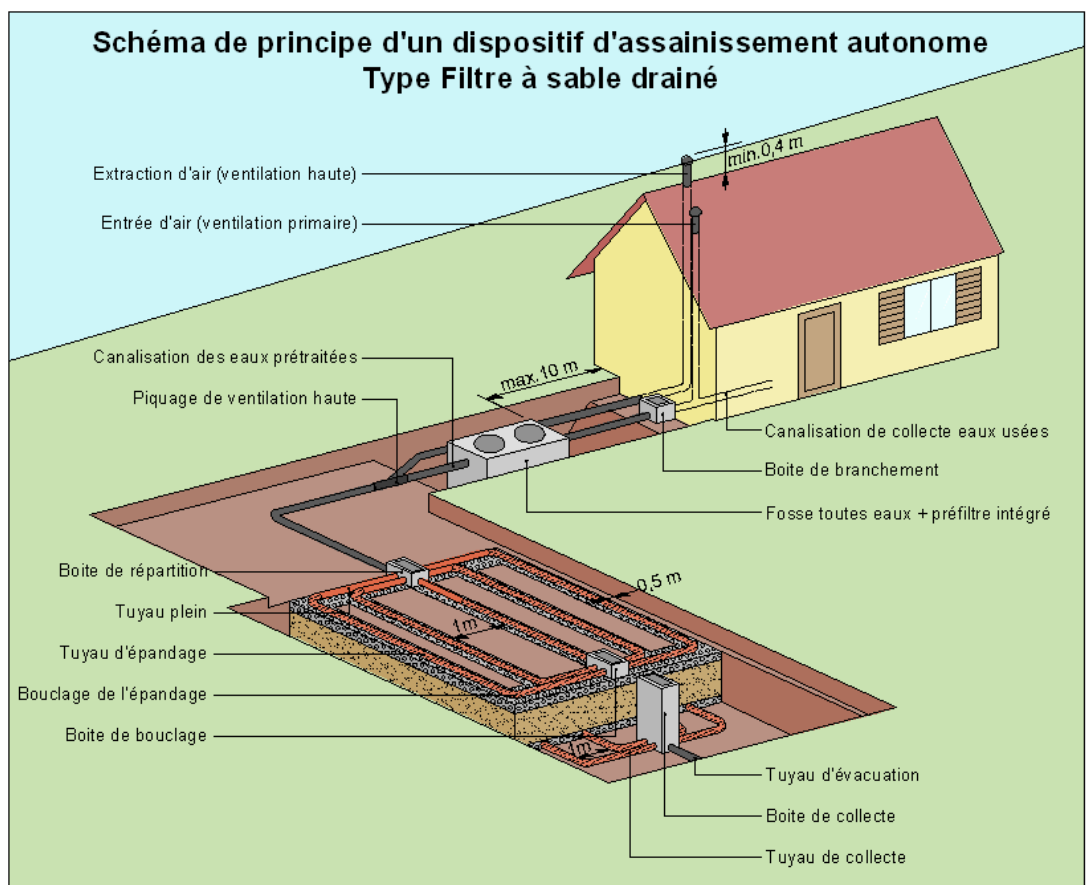 Schéma de principe d'un dispositif d'assainissement autonome
Type Filtre à sable drainé
min.0,4 m
Extraction d'air (ventilation haute)
Entrée d'air (ventilation primaire)
Canalisation des eaux prétraitées
max.10 m
Piquage de ventilation haute
Canalisation de collecte eaux usées
Boite de branchement
Fosse toutes eaux + préfiltre intégré
Boite de répartition
0,5 m
Tuyau plein
1m
Tuyau d'épandage
Bouclage de l'épandage
Boite de bouclage
1m
Tuyau d'évacuation
Boite de collecte
Tuyau de collecte